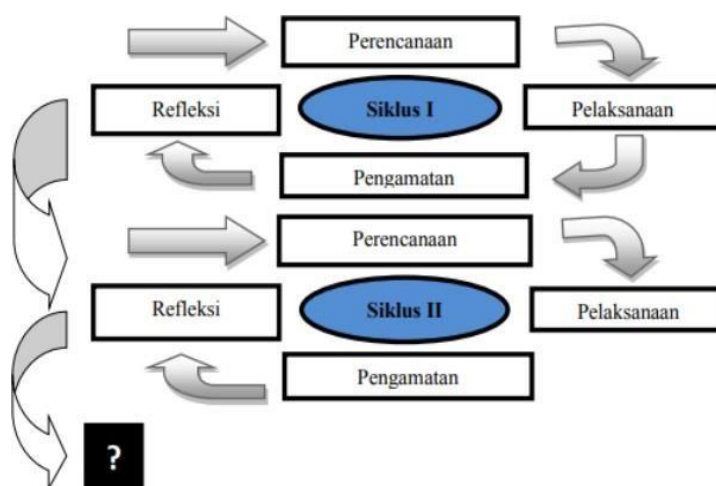 Perencanaan
Refleksi
Siklus I
Pelaksanaan
Pengamatan
Perencanaan
Refleksi
Siklus II
Pelaksanaan
Pengamatan
?